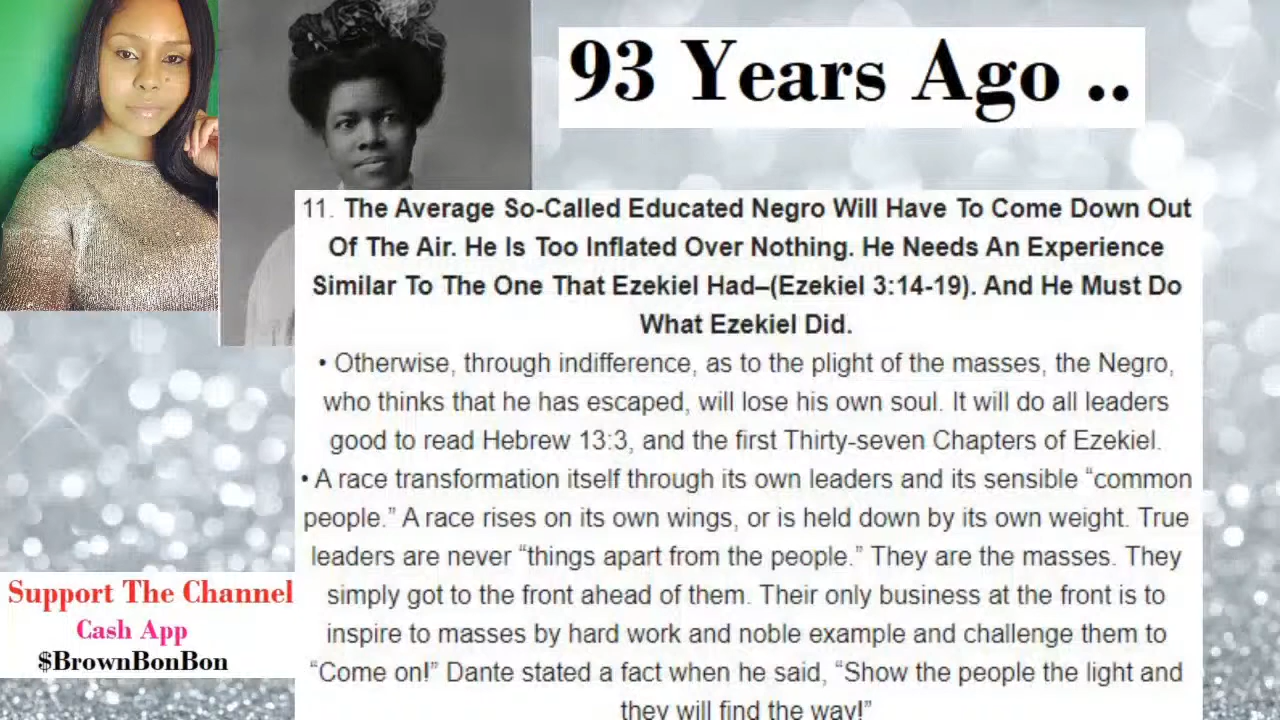 93 Years Ago ..
11. The Average So-Called Educated Negro Will Have To Come Down Out
Of The Air. He Is Too Inflated Over Nothing. He Needs An Experience
Similar To The One That Ezekiel Had–(Ezekiel 3:14-19). And He Must Do
What Ezekiel Did.
• Otherwise, through indifference, as to the plight of the masses, the Negro,
who thinks that he has escaped, will lose his own soul. It will do all leaders
good to read Hebrew 13:3, and the first Thirty-seven Chapters of Ezekiel.
• A race transformation itself through its own leaders and its sensible “common
people.” A race rises on its own wings, or is held down by its own weight. True
leaders are never “things apart from the people.” They are the masses. They
simply got to the front ahead of them. Their only business at the front is to
inspire to masses by hard work and noble example and challenge them to
“Come on!” Dante stated a fact when he said, “Show the people the light and
they will find the way!”
Support The Channel
Cash App
$BrownBonBon